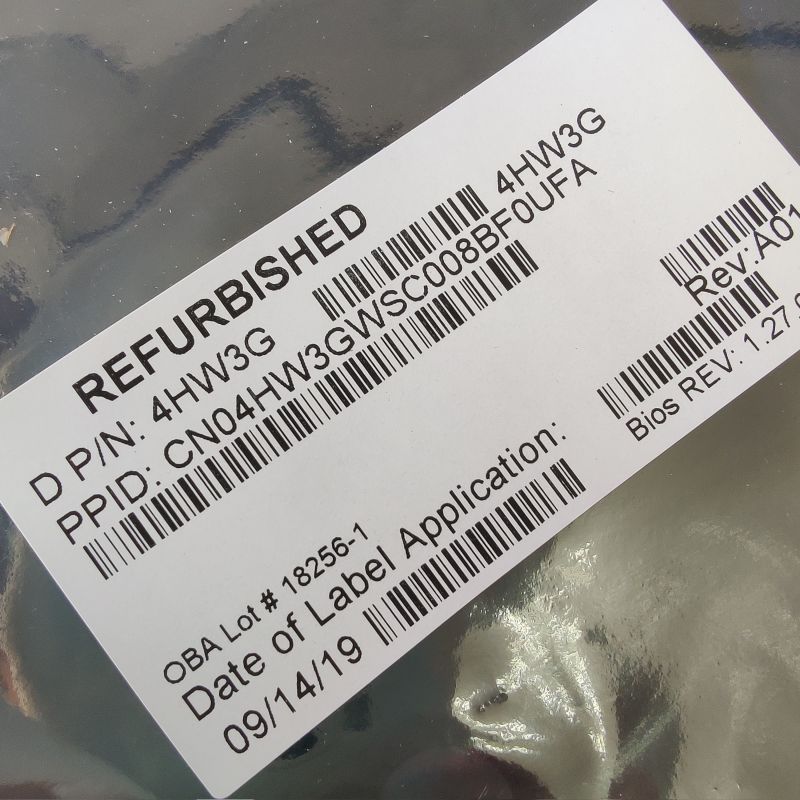 REFURBISHED
D P/N: 4HW3G 4HW3G
PPID: CN04HW3GWSC008BF0UFA
Rev:A01
Bios REV: 1.27.
OBA Lot # 18256-1
Date of Label Application:
09/14/19